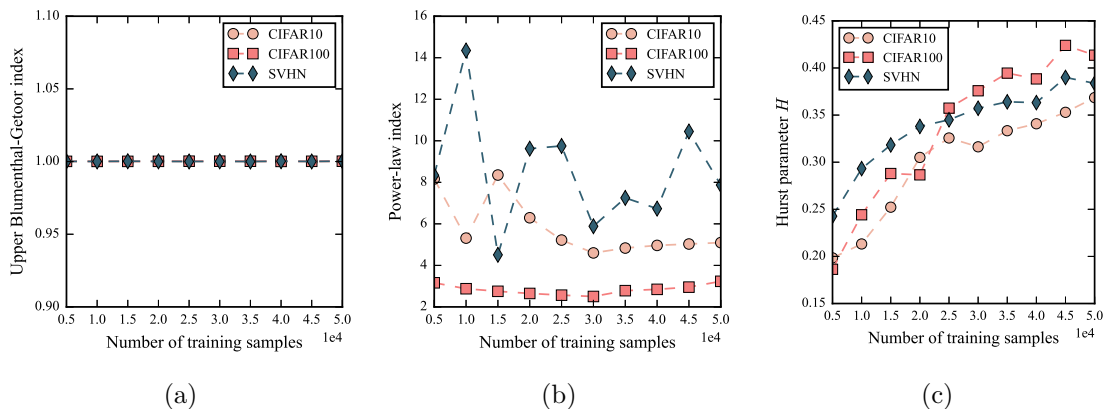 1.10
1.05
1.00
0.95
0.90
Upper Blumenthal-Getoor index
CIFAR10
CIFAR100
SVHN
0.5 1.0 1.5 2.0 2.5 3.0 3.5 4.0 4.5 5.0
1e4
Number of training samples
(a)
16
14
12
10
8
6
4
2
Power-law index
CIFAR10
CIFAR100
SVHN
0.5 1.0 1.5 2.0 2.5 3.0 3.5 4.0 4.5 5.0
1e4
Number of training samples
(b)
0.45
0.40
0.35
0.30
0.25
0.20
0.15
Hurst parameter H
CIFAR10
CIFAR100
SVHN
0.5 1.0 1.5 2.0 2.5 3.0 3.5 4.0 4.5 5.0
1e4
Number of training samples
(c)